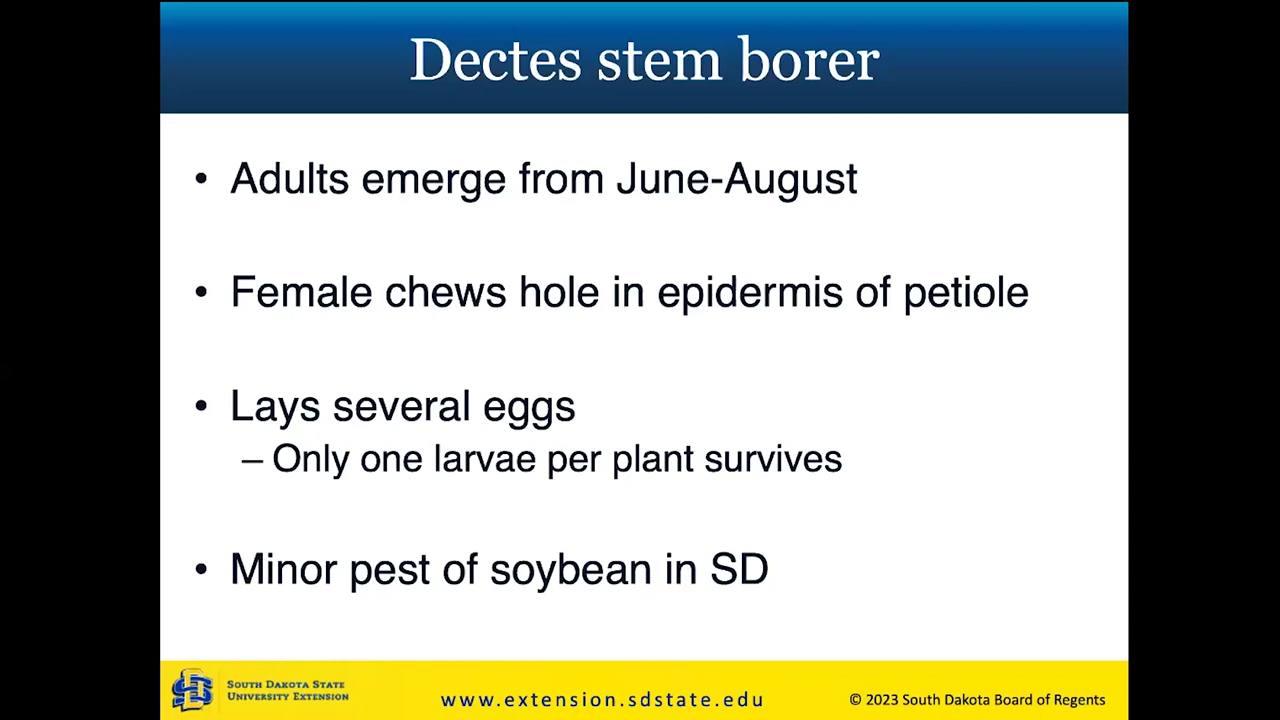 Dectes stem borer
• Adults emerge from June-August
• Female chews hole in epidermis of petiole
• Lays several eggs
– Only one larvae per plant survives
• Minor pest of soybean in SD
SOUTH DAKOTA STATE
UNIVERSITY EXTENSION
www.extension.sdstate.edu
© 2023 South Dakota Board of Regents